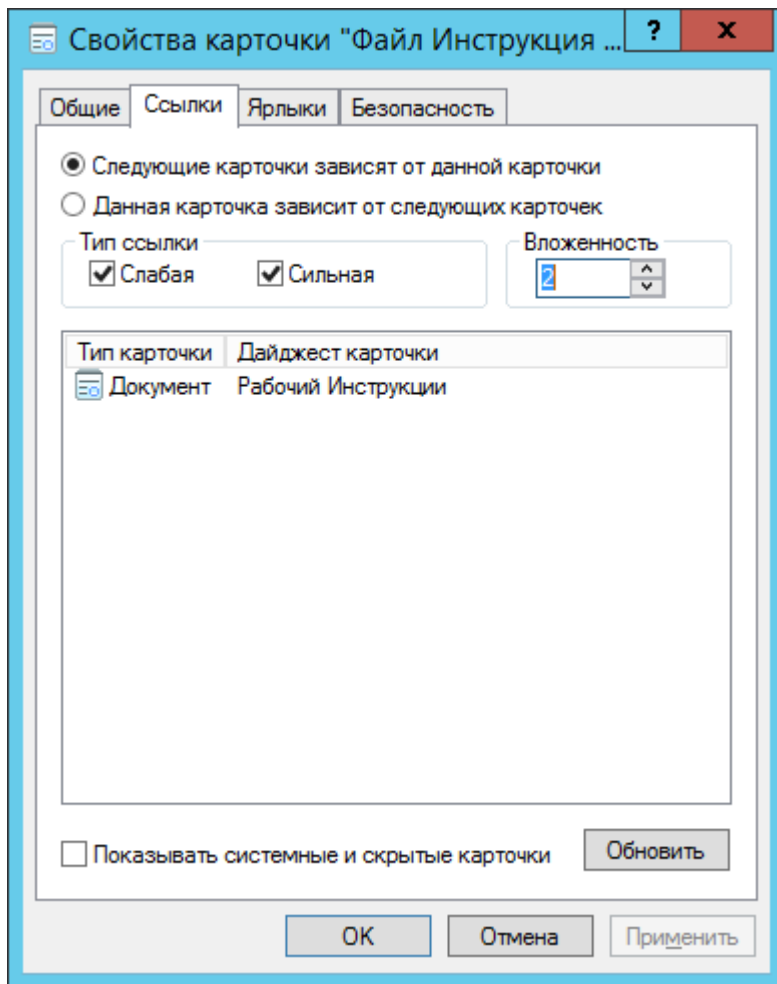 Свойства карточки "Файл Инструкция ... ? x
Общие Ссылки Ярлыки Безопасность
Следующие карточки зависят от данной карточки
Данная карточка зависит от следующих карточек
Тип ссылки Вложенность
Слабая Сильная 2
Тип карточки Дайджест карточки
Документ Рабочий Инструкции
Показывать системные и скрытые карточки Обновить
OK Отмена Применить